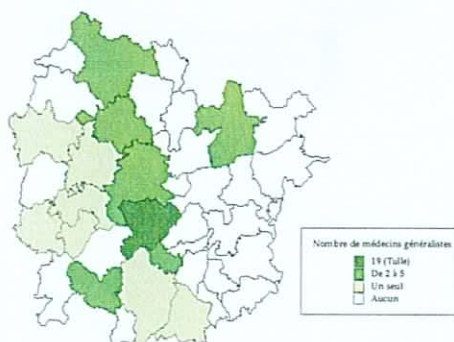 Nombre de médecins généralistes
19 (Tulle)
De 2 à 5
Un seul
Aucun